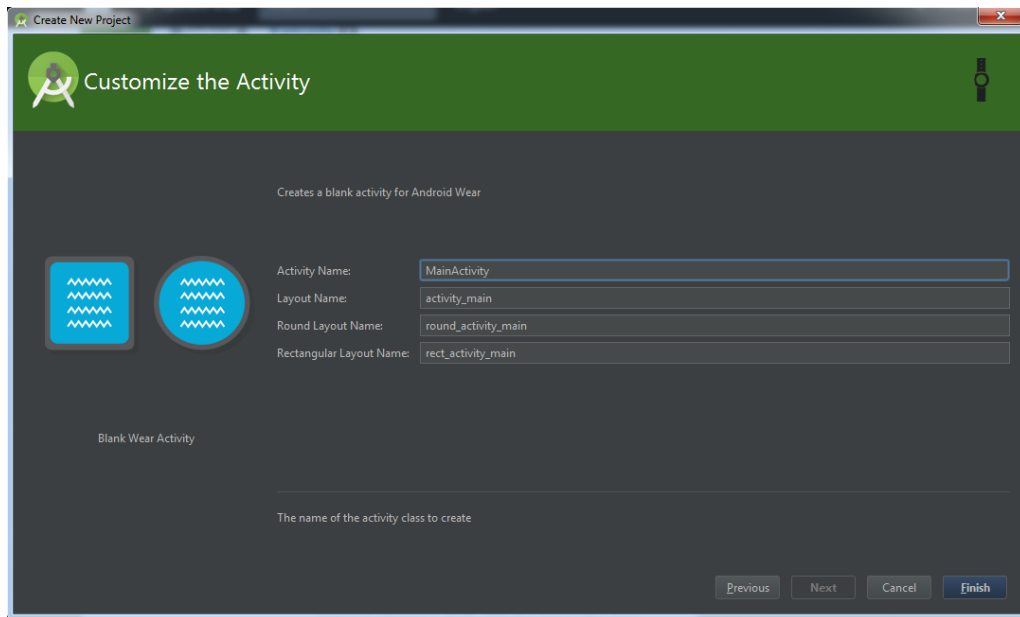 Create New Project
Customize the Activity
Creates a blank activity for Android Wear
Activity Name: MainActivity
Layout Name: activity_main
Round Layout Name: round_activity_main
Rectangular Layout Name: rect_activity_main
Blank Wear Activity
The name of the activity class to create
Previous Next Cancel Finish